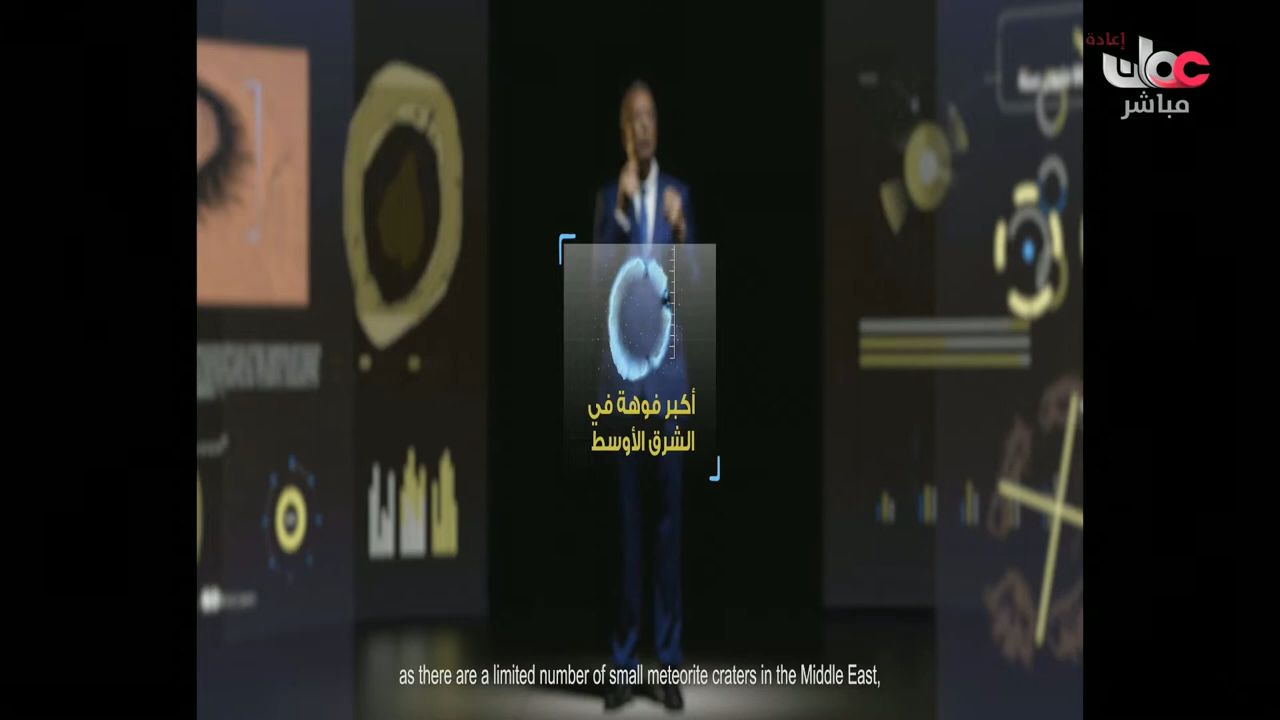 إعادة
عمان
مباشر
أكبر فوهة في
الشرق الأوسط
as there are a limited number of small meteorite craters in the Middle East,